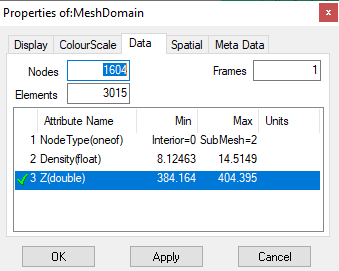 Properties of:MeshDomain
Display ColourScale Data Spatial Meta Data
Nodes 1604 Frames 1
Elements 3015
Attribute Name Min Max Units
1 NodeType(oneof) Interior=0 SubMesh=2
2 Density(float) 8.12463 14.5149
3 Z(double) 384.164 404.395
OK Apply Cancel